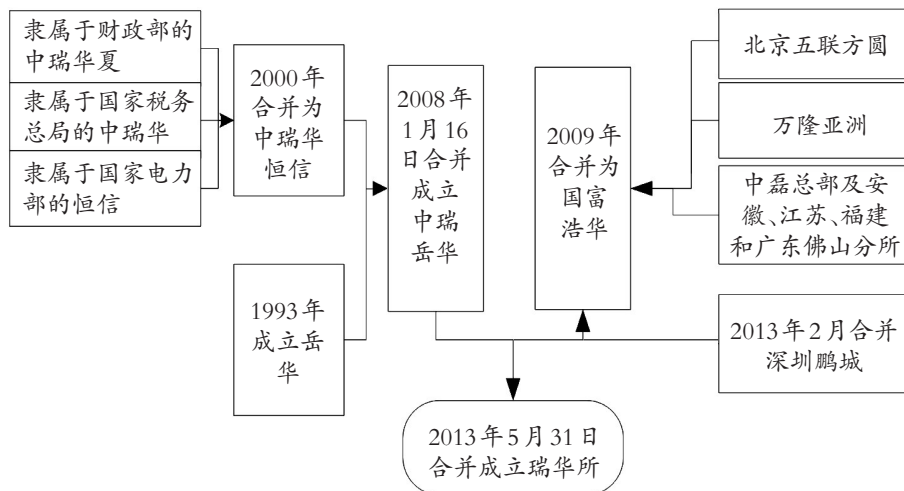 隶属于财政部的
中瑞华夏
隶属于国家税务
总局的中瑞华
隶属于国家电力
部的恒信
2000年
合并为
中瑞华
恒信
1993年
成立岳
华
2008年
1月16
日合并
成立
中瑞
岳华
2009年
合并为
国富
浩华
北京五联方圆
万隆亚洲
中磊总部及安
徽、江苏、福建
和广东佛山分所
2013年2月合并
深圳鹏城
2013年5月31日
合并成立瑞华所